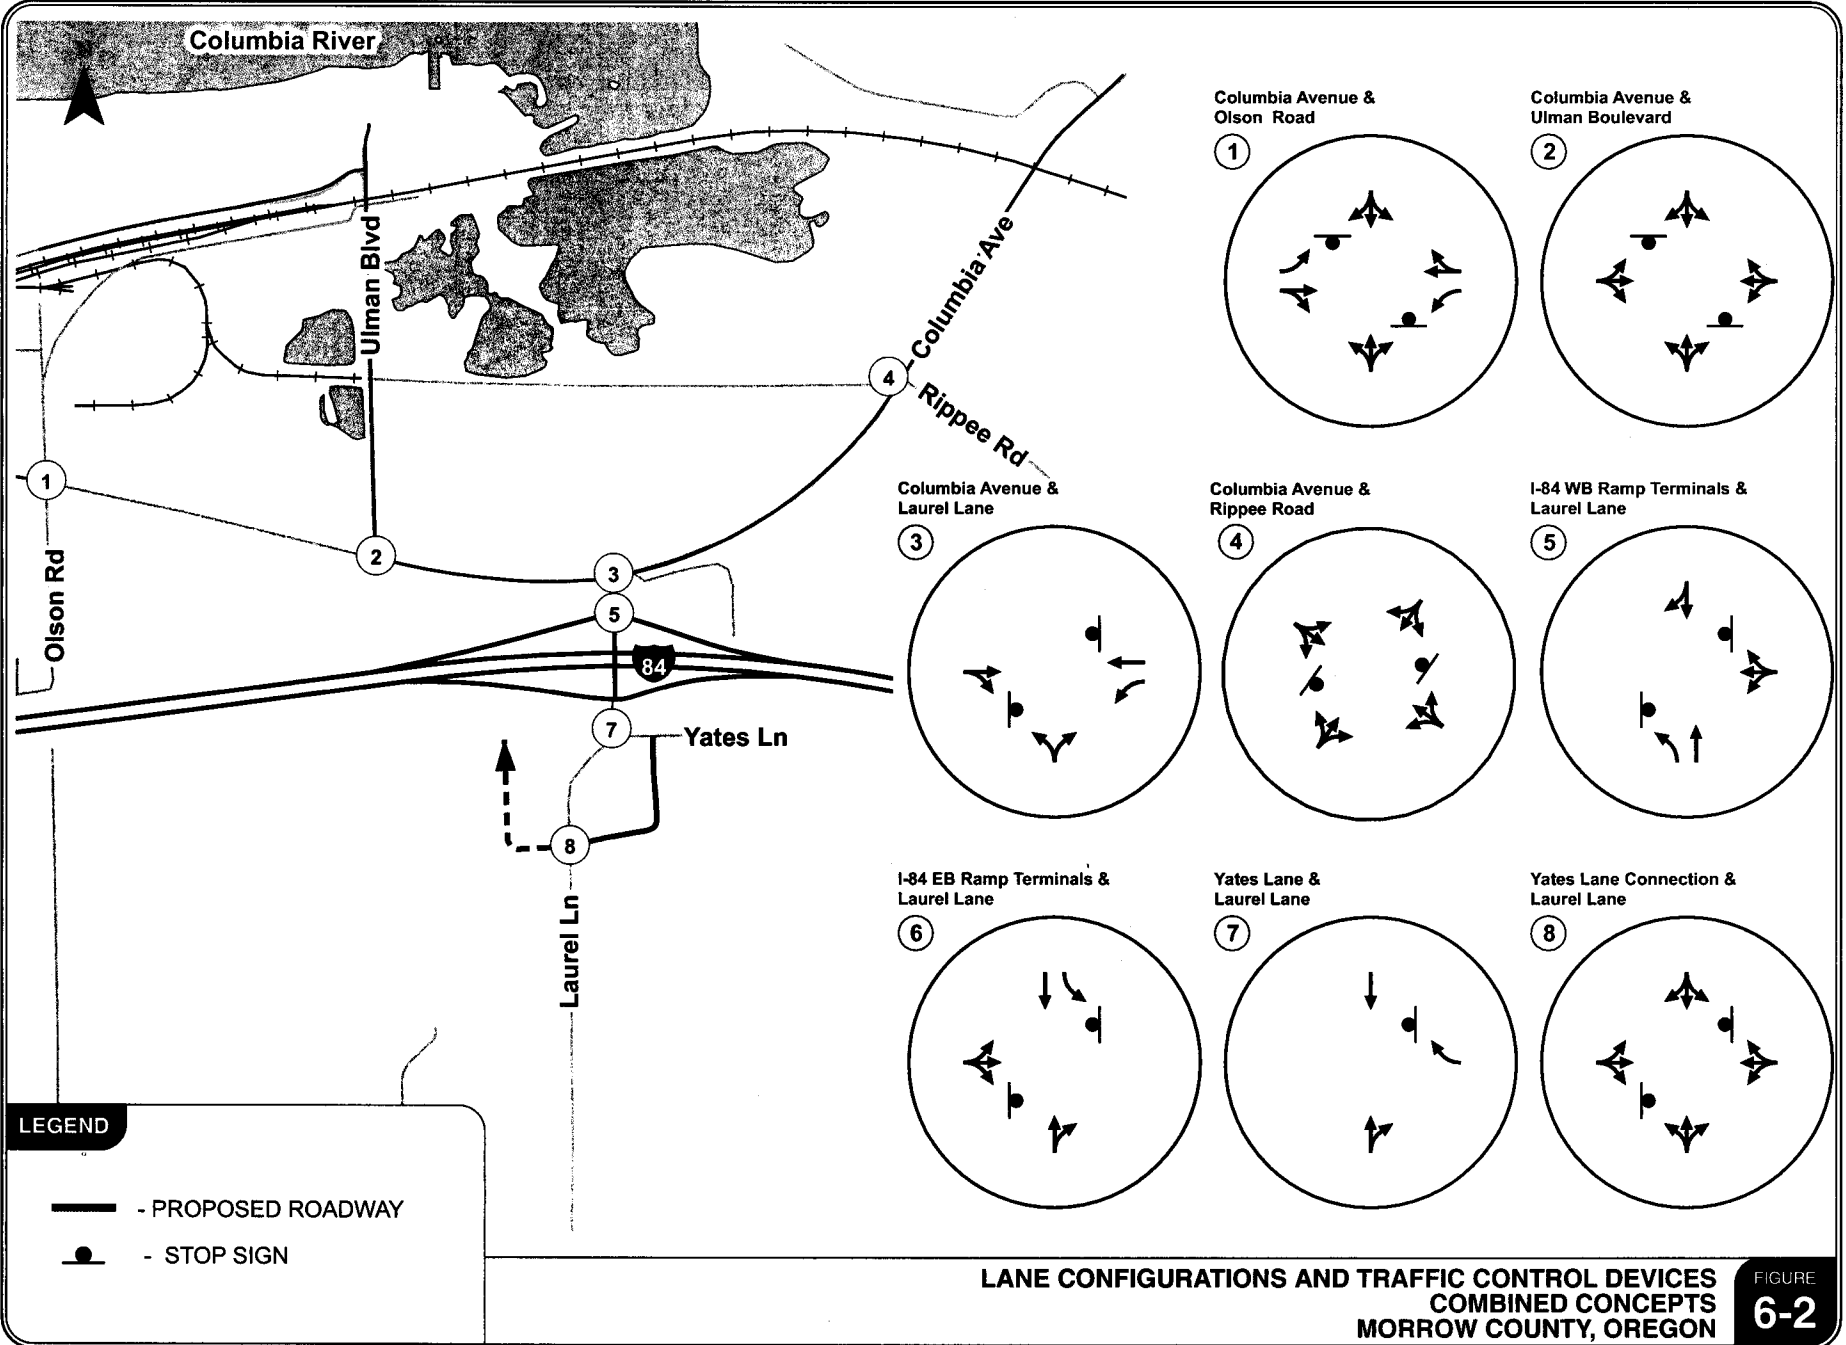 Columbia River
Ulman Blvd
Columbia Ave
4
Rippee Rd
1
2
3
5
84
Olson Rd
7
Yates Ln
8
Laurel Ln
Columbia Avenue &
Olson Road
1
Columbia Avenue &
Ulman Boulevard
2
Columbia Avenue &
Laurel Lane
3
Columbia Avenue &
Rippee Road
4
I-84 WB Ramp Terminals &
Laurel Lane
5
I-84 EB Ramp Terminals &
Laurel Lane
6
Yates Lane &
Laurel Lane
7
Yates Lane Connection &
Laurel Lane
8
LEGEND
- PROPOSED ROADWAY
- STOP SIGN
LANE CONFIGURATIONS AND TRAFFIC CONTROL DEVICES
COMBINED CONCEPTS
MORROW COUNTY, OREGON
FIGURE
6-2